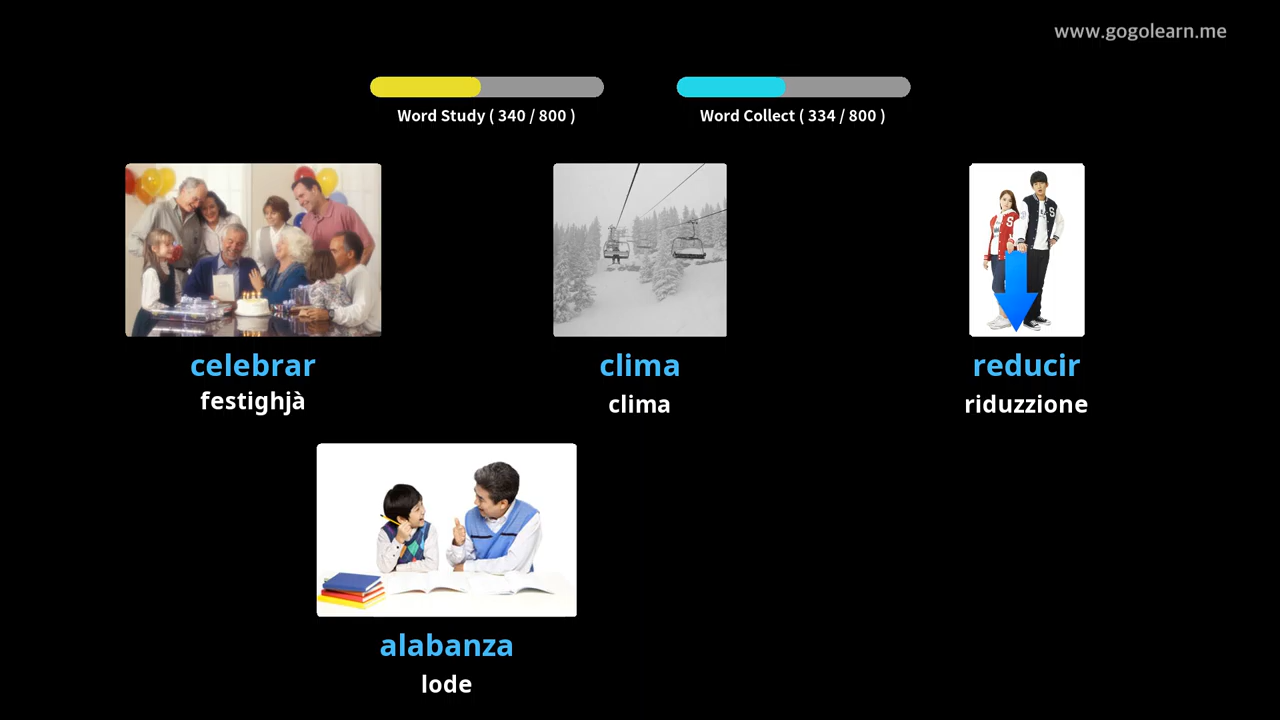 www.gogolearn.me
Word Study ( 340 / 800 )
Word Collect ( 334 / 800 )
celebrar
festighjà
clima
clima
reducir
riduzzione
alabanza
lode